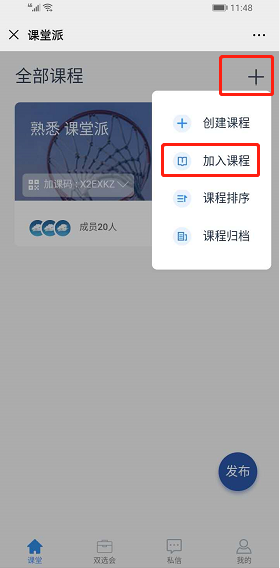 11:48
课堂派
全部课程
创建课程
熟悉 课堂派
加入课程
加课码：X2EXKZ
课程排序
成员20人
课程归档
发布
课堂
双选会
私信
我的